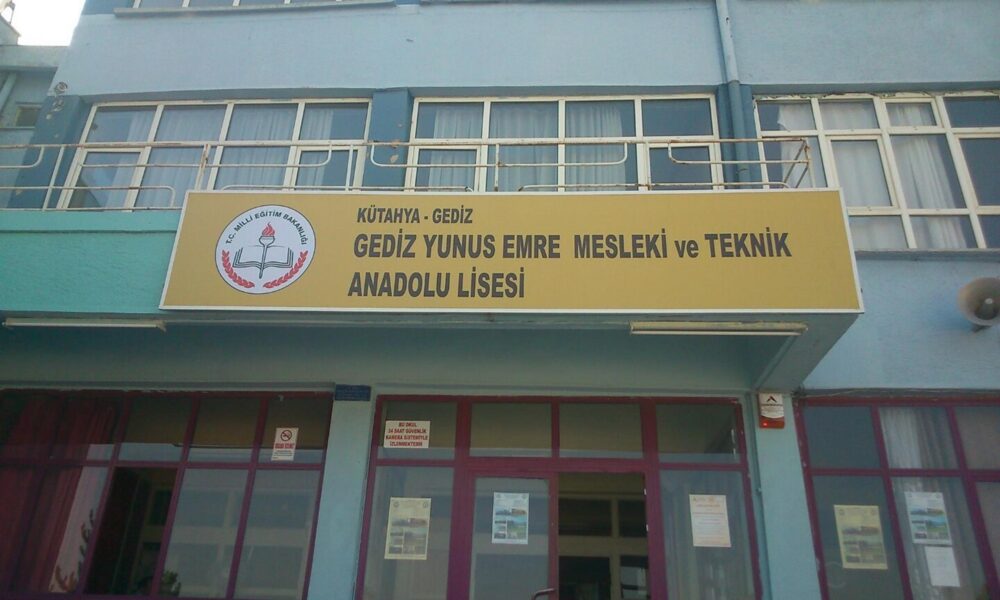 T.C. MİLLİ EĞİTİM BAKANLIĞI
KÜTAHYA - GEDİZ
GEDİZ YUNUS EMRE MESLEKİ ve TEKNİK
ANADOLU LİSESİ
BU OKUL
24 SAAT GÜVENLİK
KAMERA SİSTEMİYLE
İZLENMEKTEDİR